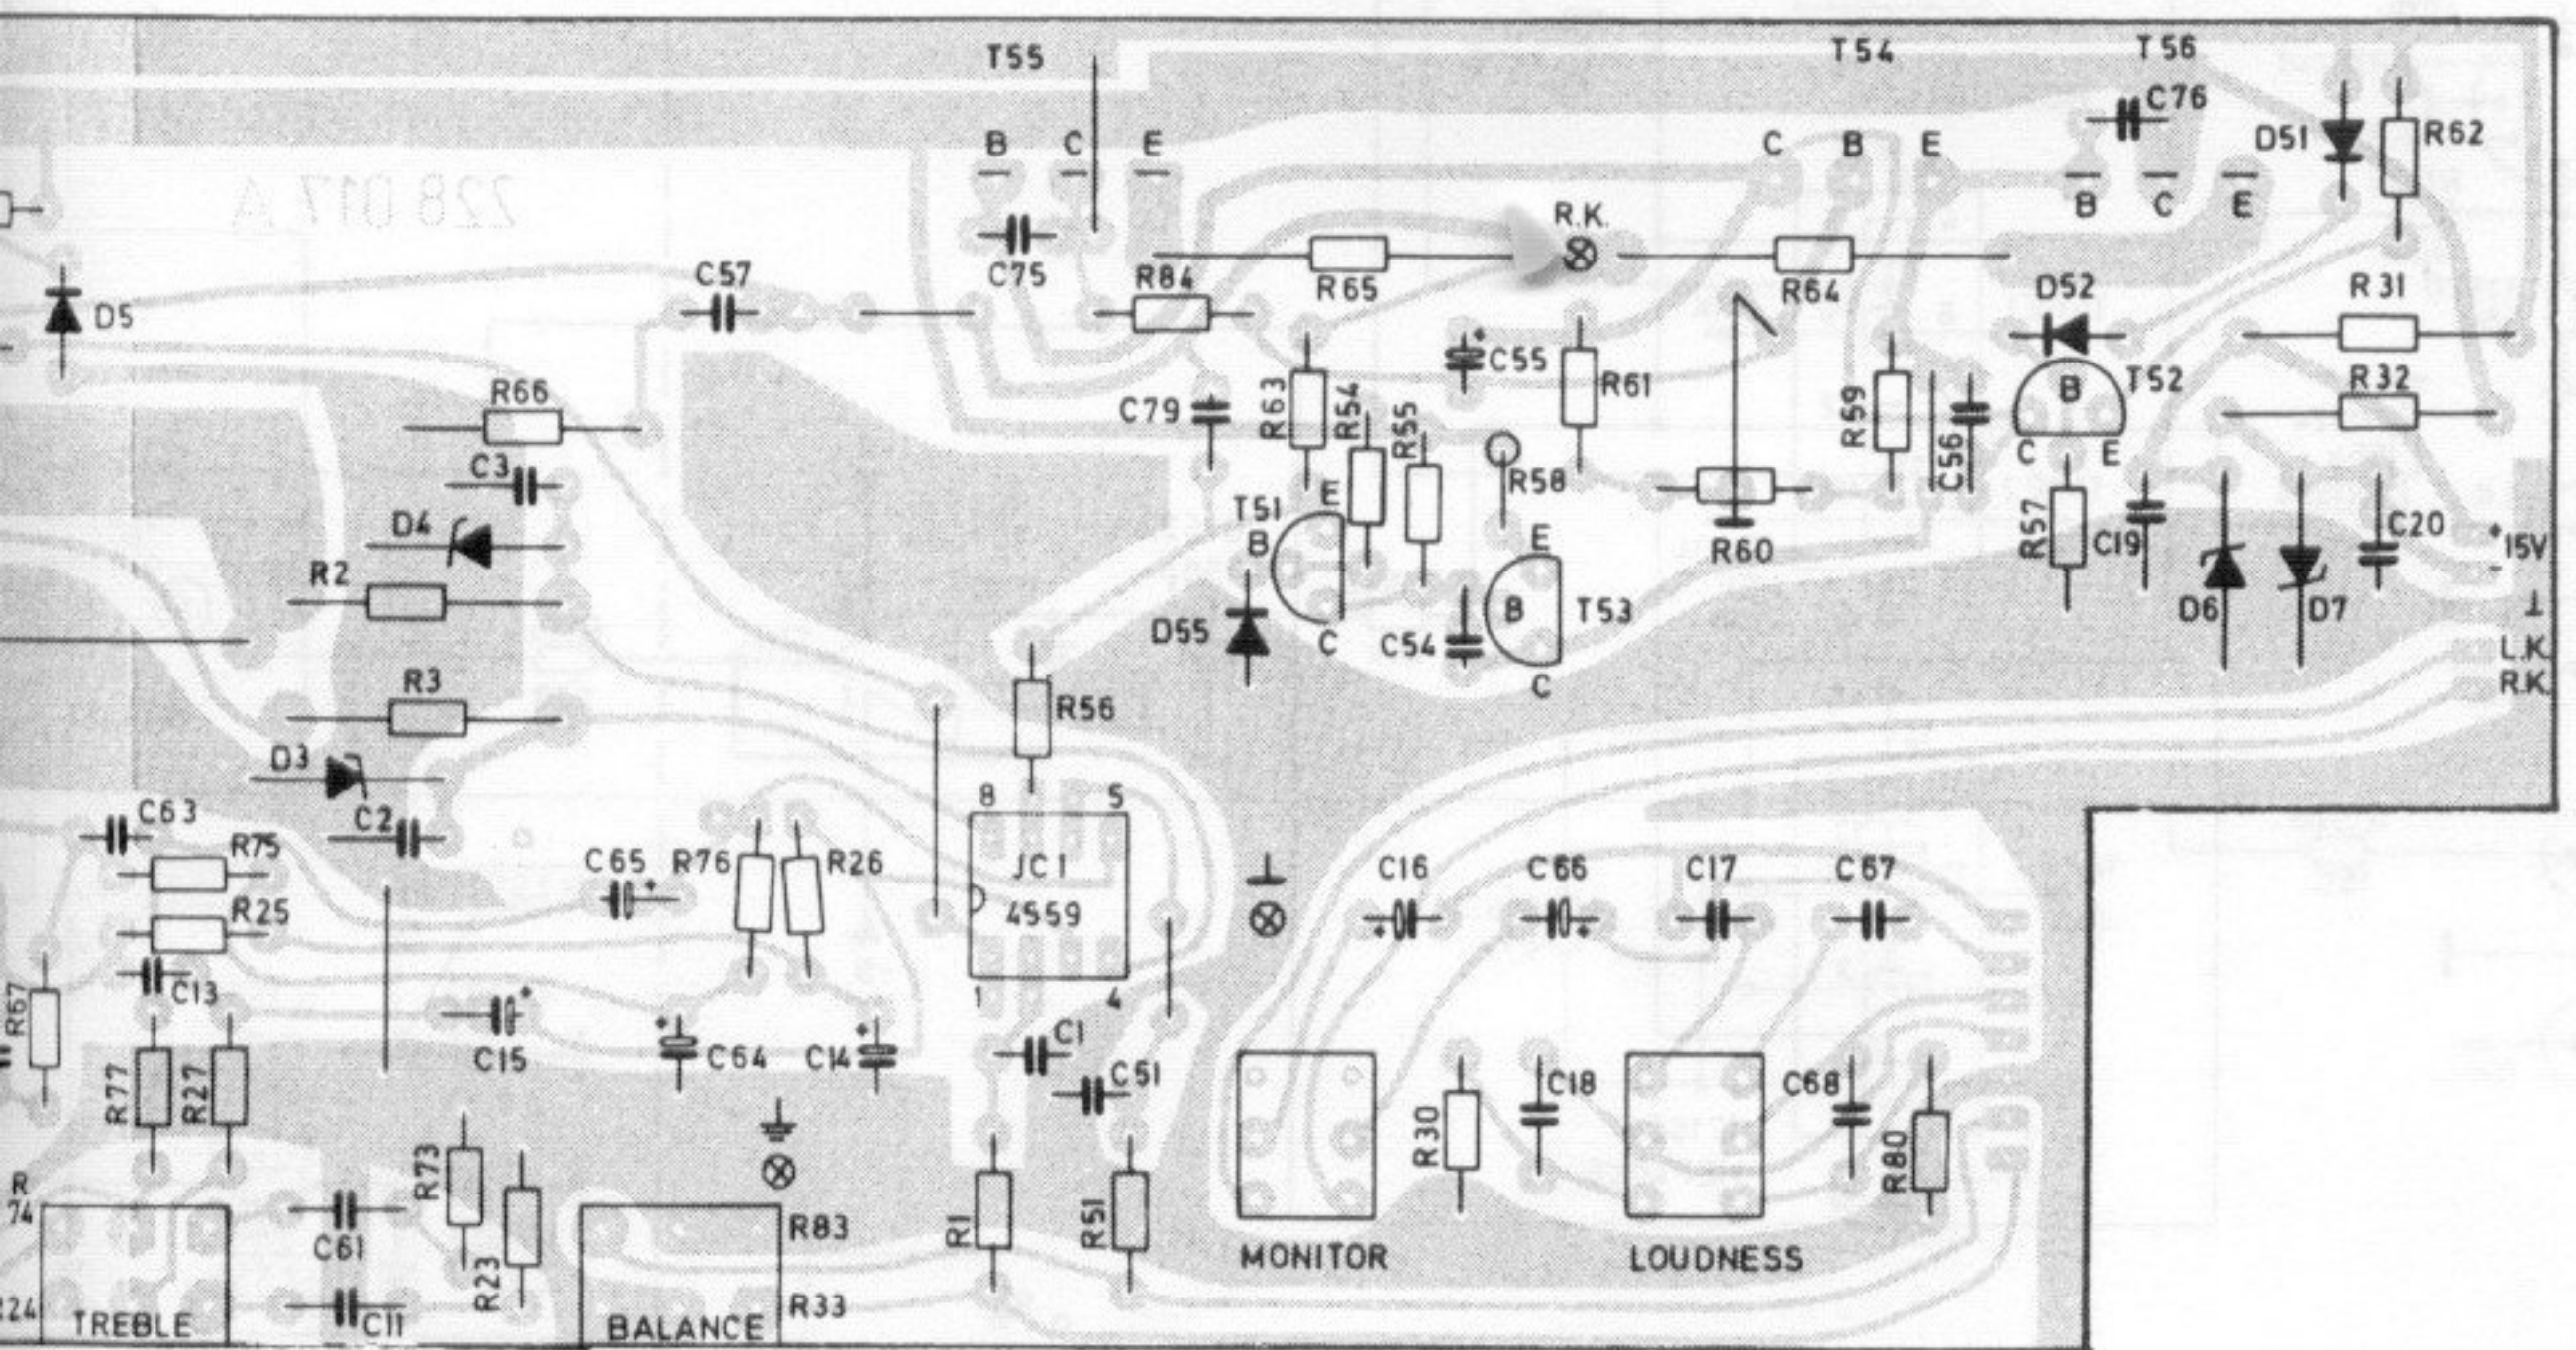 T55 T54 T56
C76
B C E C B E D51 R62
228 017 A
B C E
R.K.
C57 C75 R84 R65 R64 D52 R31
D5
C55 R66 C79 R63 R54 R55 R61 R59 C56 B T52 R32
C3 C E
R58
D4 T51 E B R60 R57 C19 C20 + 15V
-
R2 E
D55 C C54 B T53 D6 D7 ⊥
L.K.
R3 C R.K.
R56
D3
C63 C2 8 5
R75 C65 + R76 R26 JC1 ⊥ C16 C66 C17 C67
R25 4559 + +
R67 C13 + 1 4
C15 + C64 C14 + C1
R77 R27 C51 C18 C68
R30 R80
R R73
74 R83 R1 R51
C61 R23 MONITOR LOUDNESS
R24 TREBLE C11 BALANCE R33